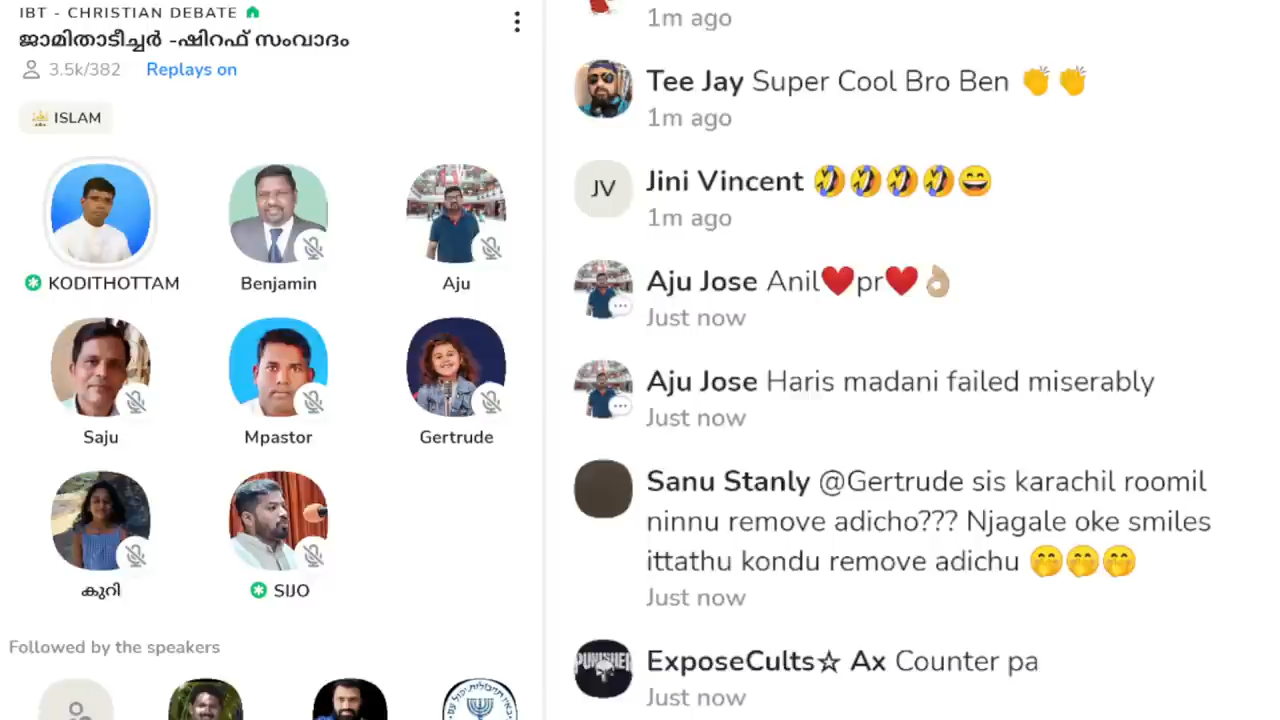 IBT - CHRISTIAN DEBATE
ജാമിതാടീച്ചർ -ഷിറഫ് സംവാദം
3.5k/382 Replays on
ISLAM
KODITHOTTAM Benjamin Aju
Saju Mpastor Gertrude
കുറി SIJO
Followed by the speakers
1m ago
Tee Jay Super Cool Bro Ben 👏👏
1m ago
JV
Jini Vincent 🤣🤣🤣🤣😄
1m ago
Aju Jose Anil❤️pr❤️👌🏼
Just now
Aju Jose Haris madani failed miserably
Just now
Sanu Stanly @Gertrude sis karachil roomil
ninnu remove adicho??? Njagale oke smiles
ittathu kondu remove adichu 🤭🤭🤭
Just now
PUNISHER
ExposeCults☆ Ax Counter pa
Just now